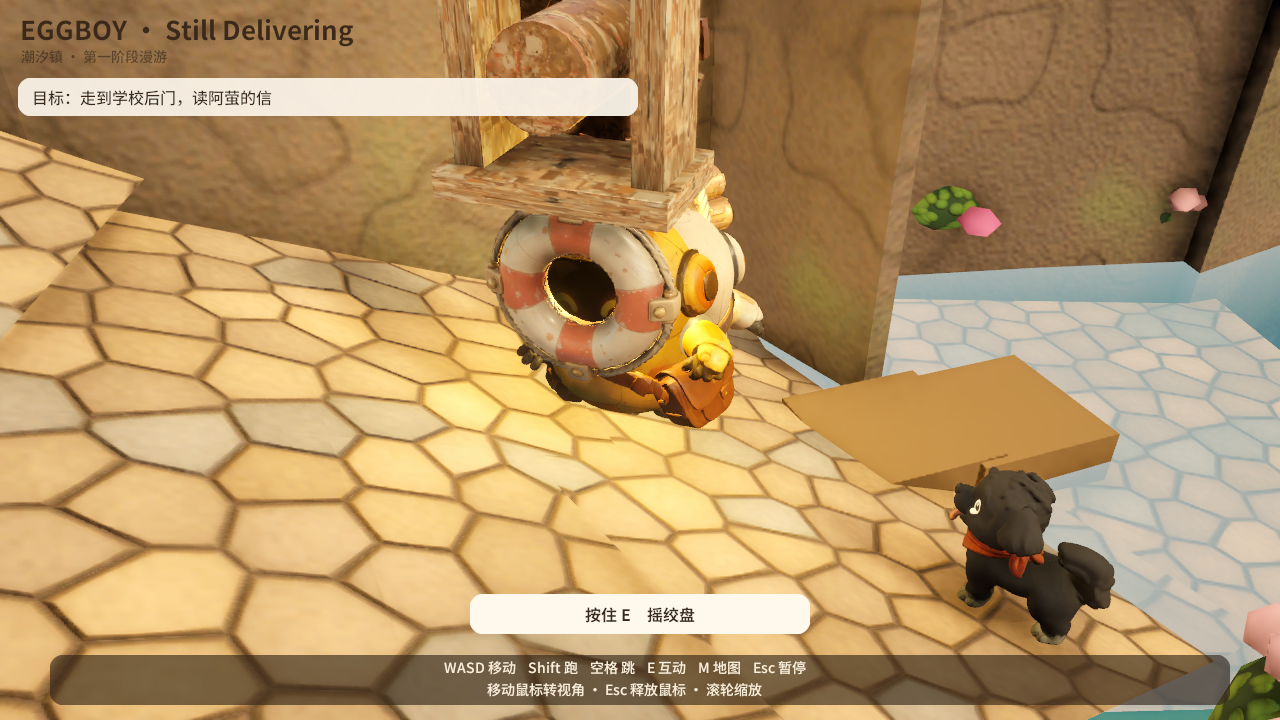 EGGBOY · Still Delivering
潮汐镇 · 第一阶段漫游
目标：走到学校后门，读阿萤的信
按住 E 摇绞盘
WASD 移动 Shift 跑 空格 跳 E 互动 M 地图 Esc 暂停
移动鼠标转视角 · Esc 释放鼠标 · 滚轮缩放